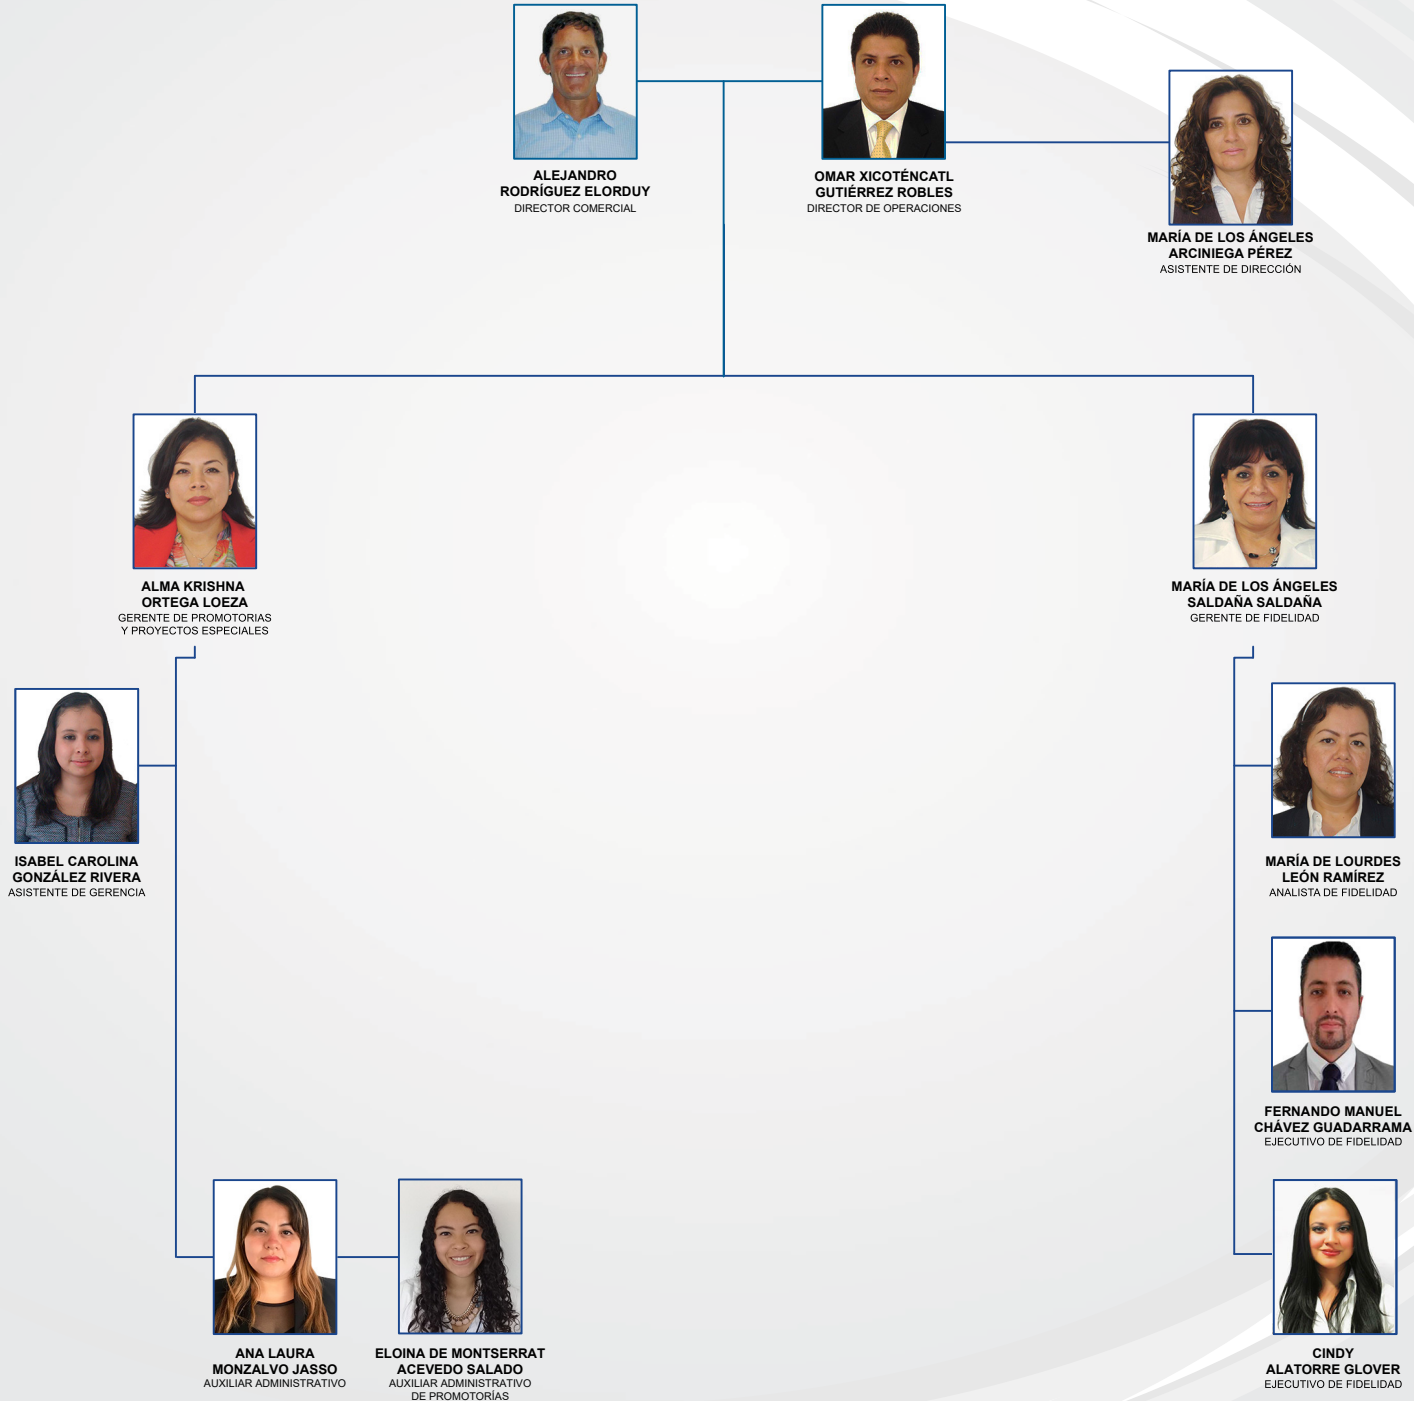 ALEJANDRO
RODRÍGUEZ ELORDUY
DIRECTOR COMERCIAL
OMAR XICOTÉNCATL
GUTIÉRREZ ROBLES
DIRECTOR DE OPERACIONES
MARÍA DE LOS ÁNGELES
ARCINIEGA PÉREZ
ASISTENTE DE DIRECCIÓN
ALMA KRISHNA
ORTEGA LOEZA
GERENTE DE PROMOTORIAS
Y PROYECTOS ESPECIALES
MARÍA DE LOS ÁNGELES
SALDAÑA SALDAÑA
GERENTE DE FIDELIDAD
ISABEL CAROLINA
GONZÁLEZ RIVERA
ASISTENTE DE GERENCIA
MARÍA DE LOURDES
LEÓN RAMÍREZ
ANALISTA DE FIDELIDAD
FERNANDO MANUEL
CHÁVEZ GUADARRAMA
EJECUTIVO DE FIDELIDAD
ANA LAURA
MONZALVO JASSO
AUXILIAR ADMINISTRATIVO
ELOINA DE MONTSERRAT
ACEVEDO SALADO
AUXILIAR ADMINISTRATIVO
DE PROMOTORÍAS
CINDY
ALATORRE GLOVER
EJECUTIVO DE FIDELIDAD